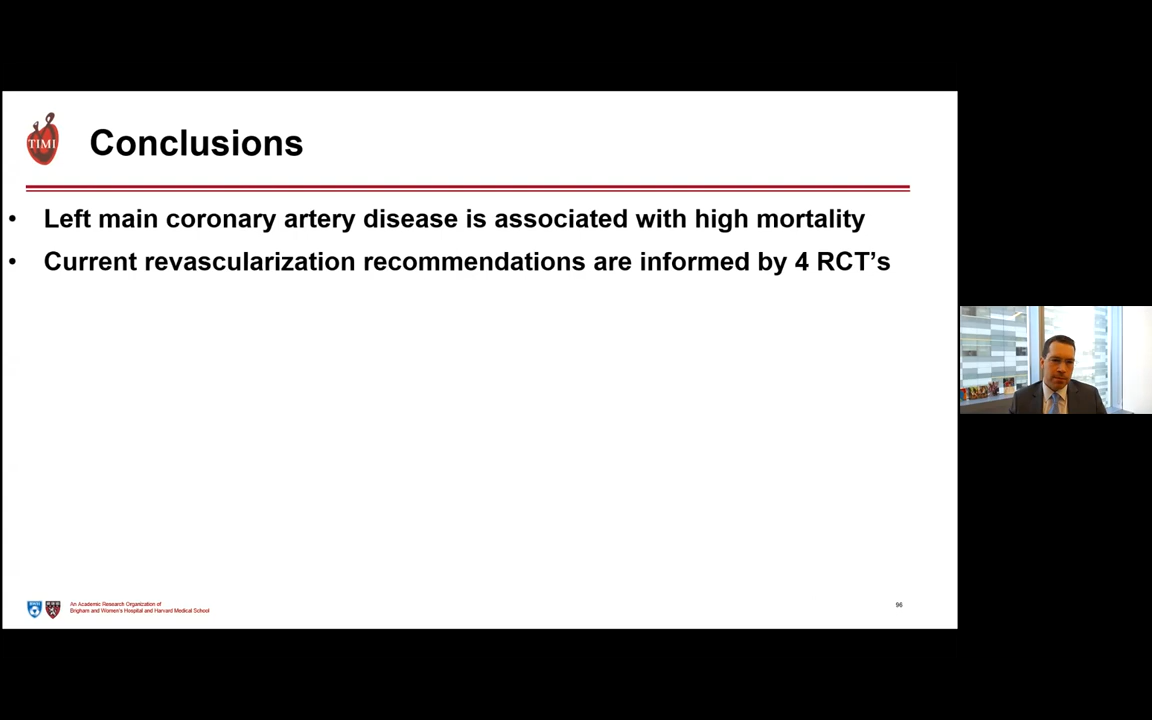 TIMI
Conclusions
• Left main coronary artery disease is associated with high mortality
• Current revascularization recommendations are informed by 4 RCT’s
An Academic Research Organization of
Brigham and Women's Hospital and Harvard Medical School
96